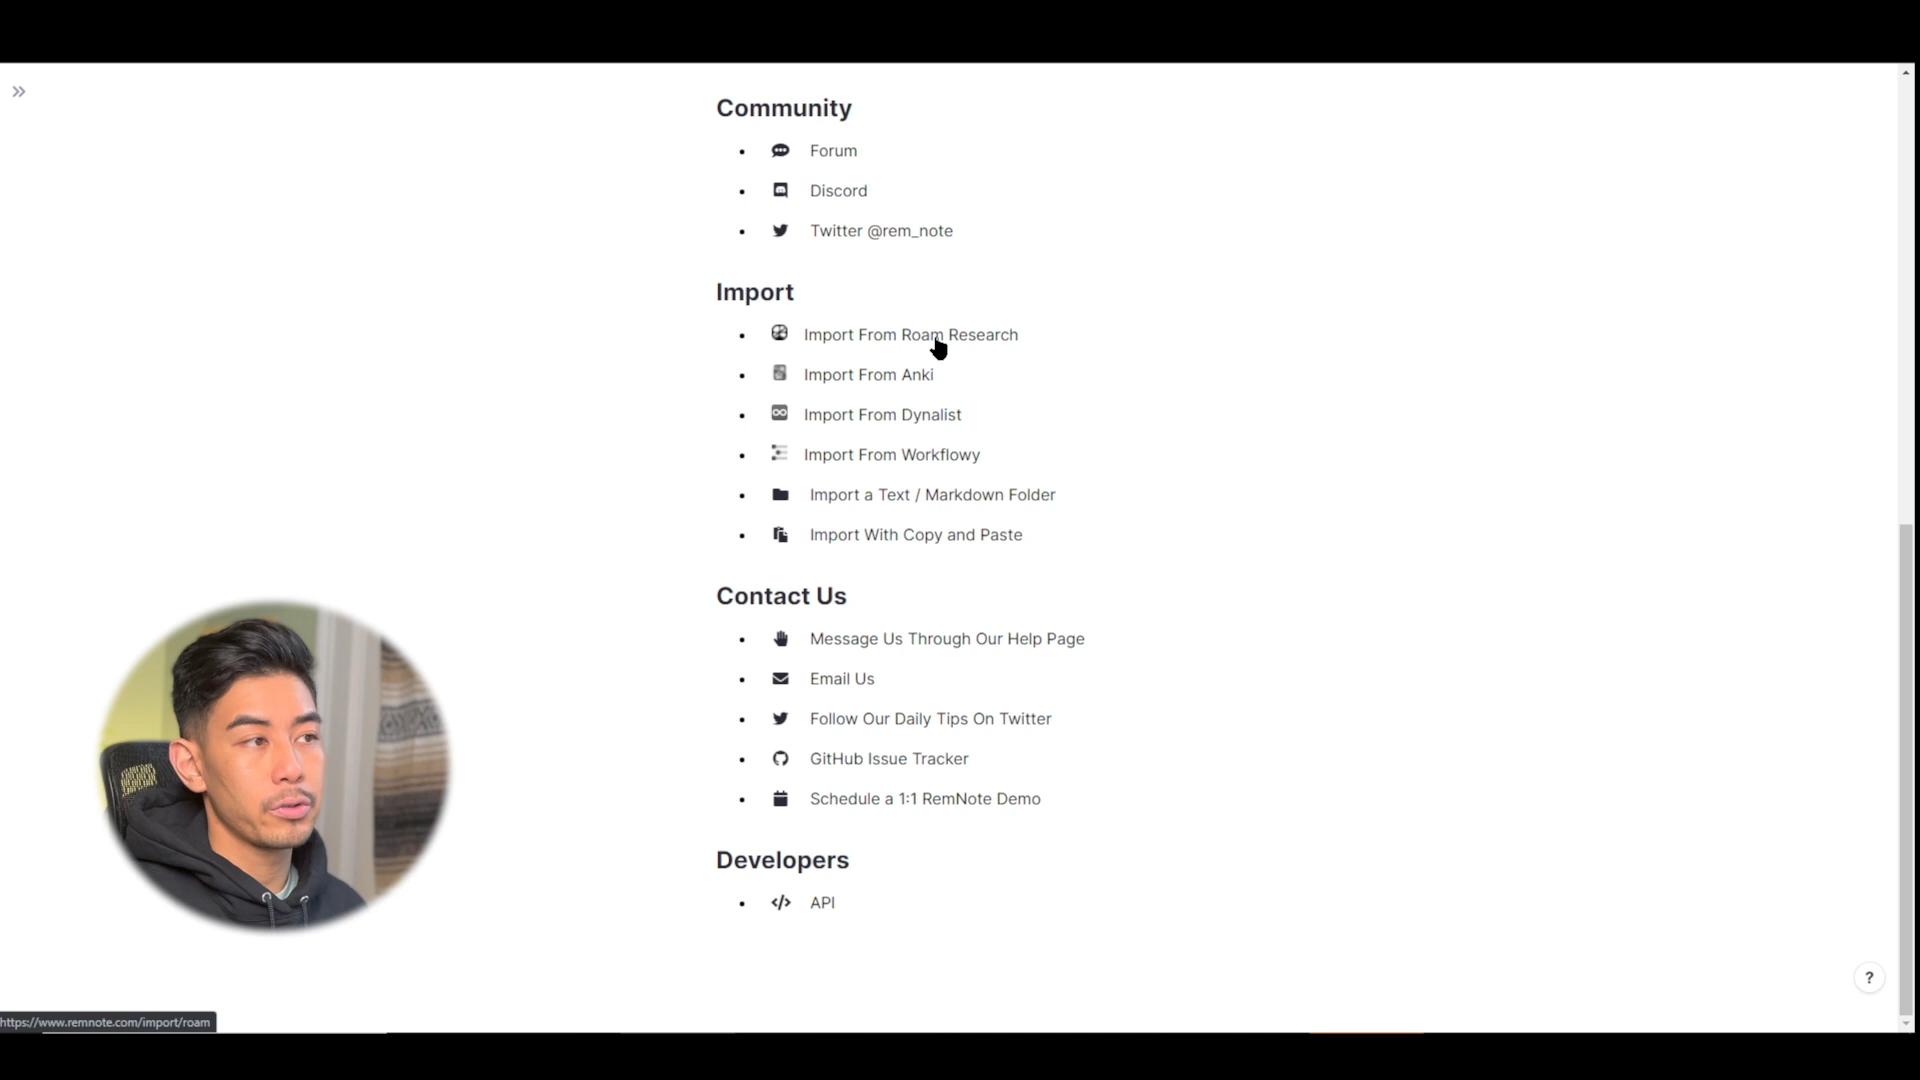 Community
Forum
Discord
Twitter @rem_note
Import
Import From Roam Research
Import From Anki
Import From Dynalist
Import From Workflowy
Import a Text / Markdown Folder
Import With Copy and Paste
Contact Us
Message Us Through Our Help Page
Email Us
Follow Our Daily Tips On Twitter
GitHub Issue Tracker
Schedule a 1:1 RemNote Demo
Developers
API
?
https://www.remnote.com/import/roam